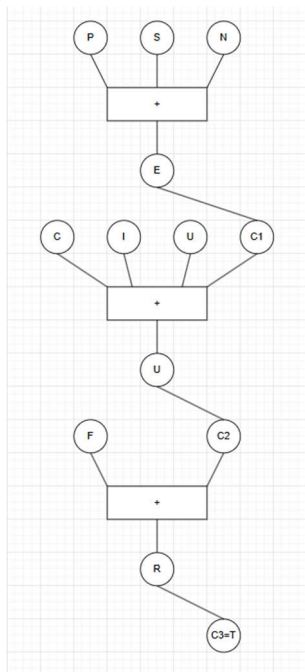 P S N
+
E
C I U C1
+
U
F C2
+
R
C3=T